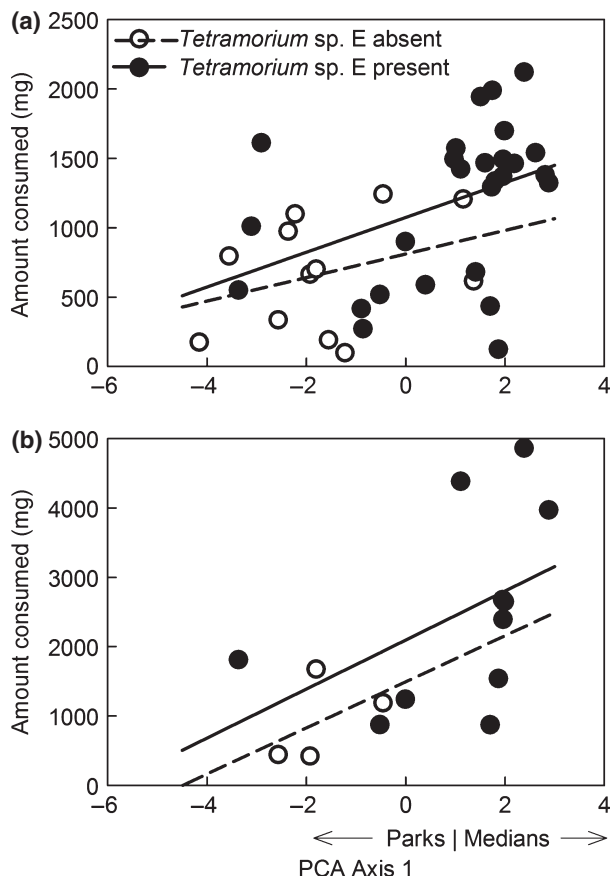 (a)
Tetramorium sp. E absent
Tetramorium sp. E present
Amount consumed (mg)
2500
2000
1500
1000
500
0
−6 −4 −2 0 2 4
(b)
Amount consumed (mg)
5000
4000
3000
2000
1000
0
−6 −4 −2 0 2 4
Parks | Medians
PCA Axis 1